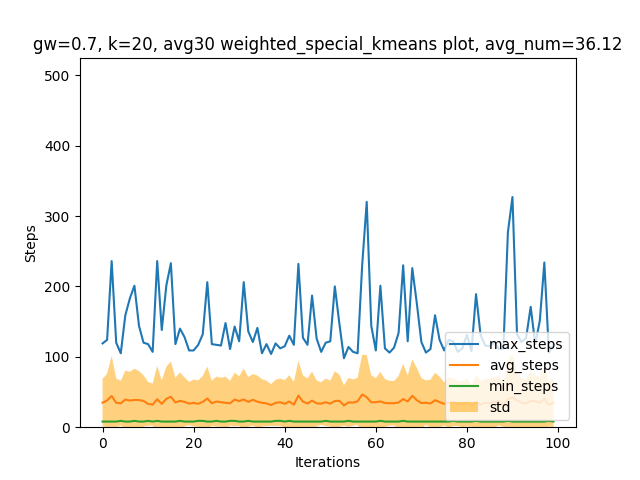 gw=0.7, k=20, avg30 weighted_special_kmeans plot, avg_num=36.12
500
400
300
200
100
0
Steps
0 20 40 60 80 100
Iterations
max_steps
avg_steps
min_steps
std